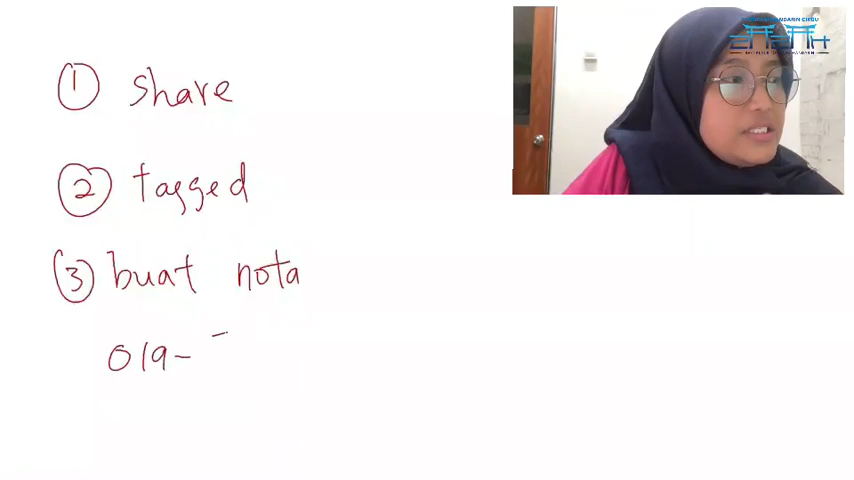 ① share
② tagged
③ buat nota
019-